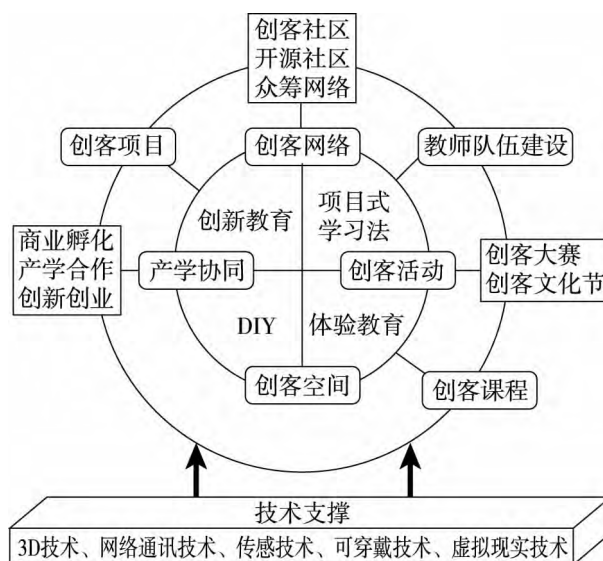 创客社区
开源社区
众筹网络
创客项目
创客网络
教师队伍建设
创新教育
项目式
学习法
商业孵化
产学合作
创新创业
产学协同
创客活动
创客大赛
创客文化节
DIY
体验教育
创客空间
创客课程
技术支撑
3D技术、网络通讯技术、传感技术、可穿戴技术、虚拟现实技术